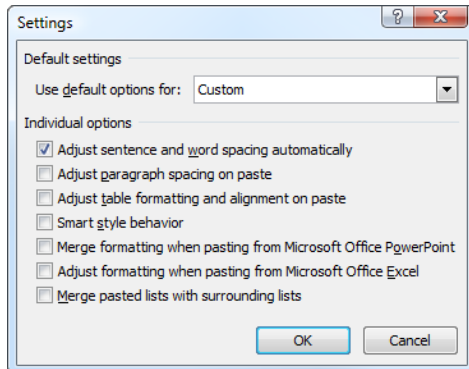 Settings
Default settings
Use default options for: Custom
Individual options
Adjust sentence and word spacing automatically
Adjust paragraph spacing on paste
Adjust table formatting and alignment on paste
Smart style behavior
Merge formatting when pasting from Microsoft Office PowerPoint
Adjust formatting when pasting from Microsoft Office Excel
Merge pasted lists with surrounding lists
OK Cancel